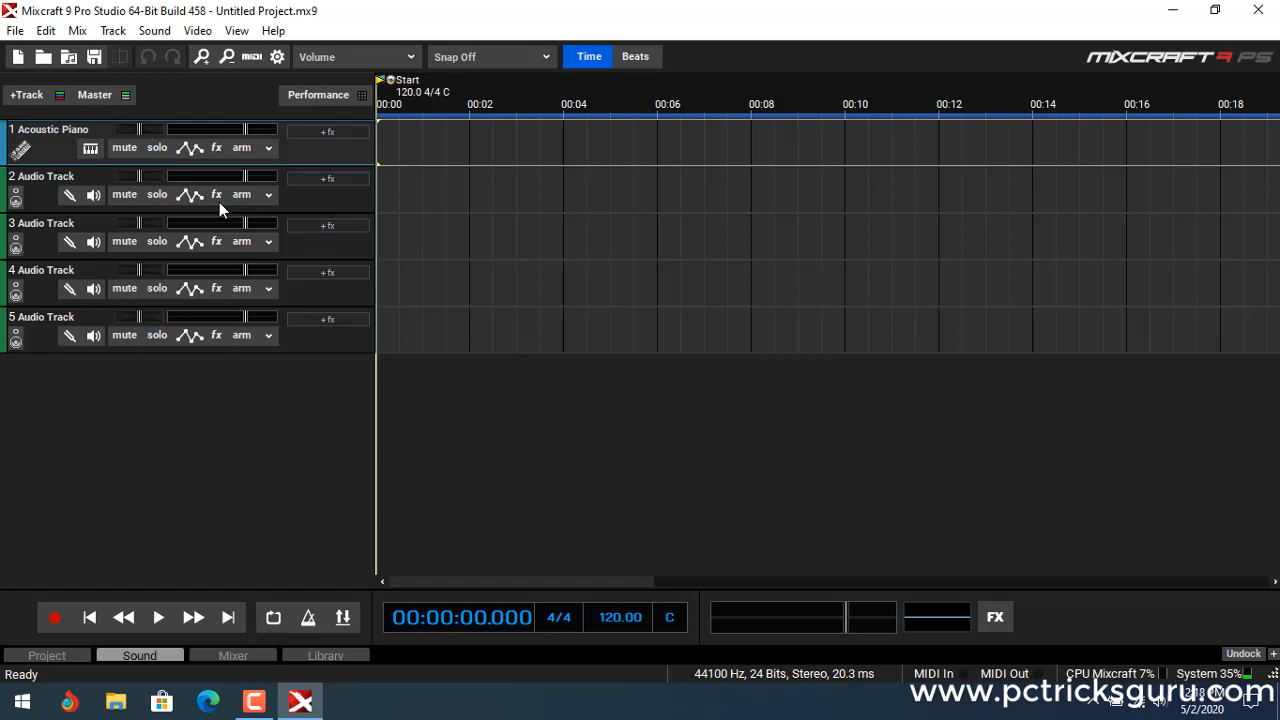 Mixcraft 9 Pro Studio 64-Bit Build 458 - Untitled Project.mx9
File Edit Mix Track Sound Video View Help
Volume Snap Off Time Beats MIXCRAFT 9 PS
+Track Master Performance
Start
120.0 4/4 C
00:00 00:02 00:04 00:06 00:08 00:10 00:12 00:14 00:16 00:18
1 Acoustic Piano + fx
mute solo fx arm
2 Audio Track + fx
mute solo fx arm
3 Audio Track + fx
mute solo fx arm
4 Audio Track + fx
mute solo fx arm
5 Audio Track + fx
mute solo fx arm
00:00:00.000 4/4 120.00 C FX
Project Sound Mixer Library Undock +
Ready 44100 Hz, 24 Bits, Stereo, 20.3 ms MIDI In MIDI Out CPU Mixcraft 7% System 35%
www.pctricksguru.com
2:18 PM
5/2/2020